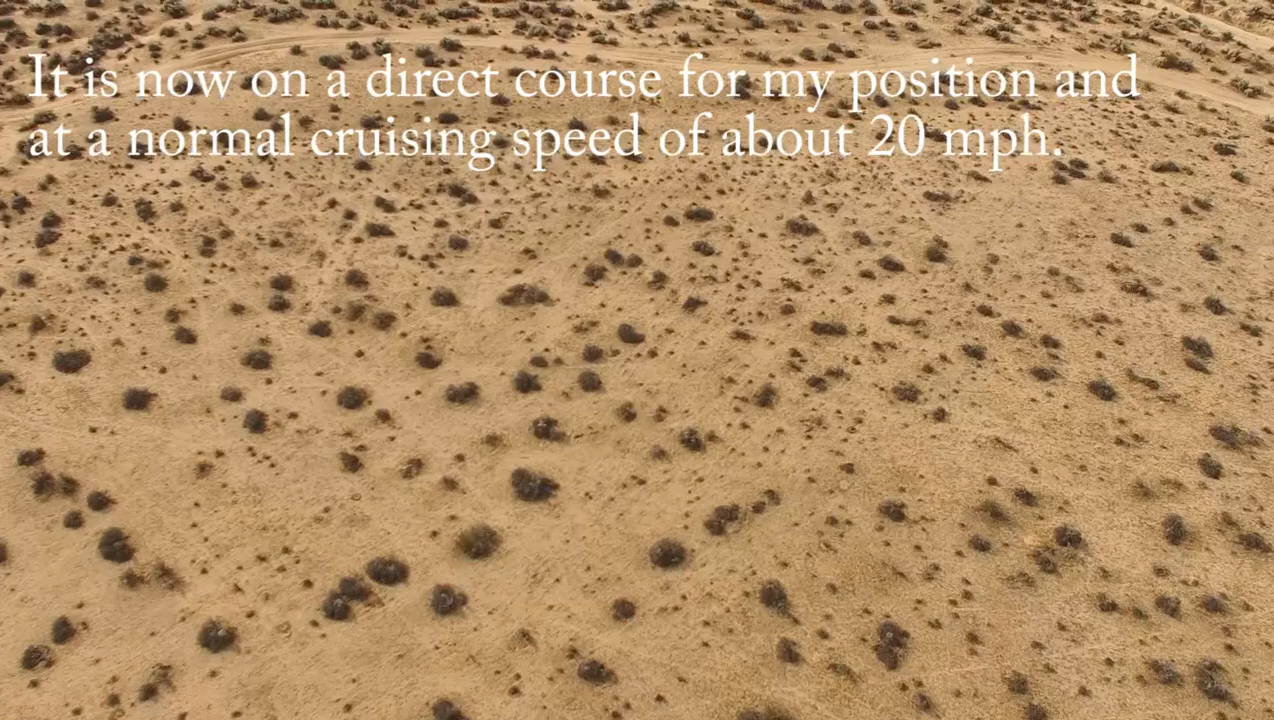 It is now on a direct course for my position and
at a normal cruising speed of about 20 mph.